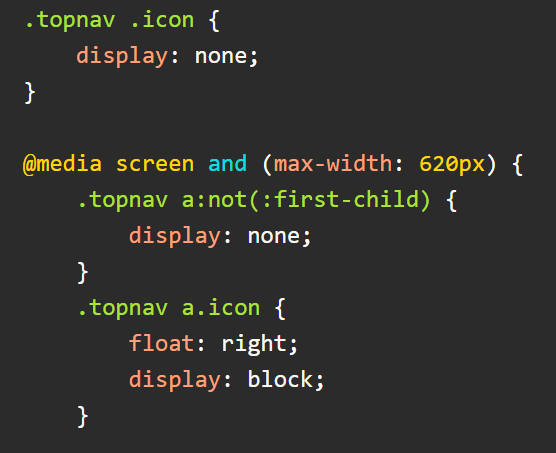 .topnav .icon {
    display: none;
}

@media screen and (max-width: 620px) {
    .topnav a:not(:first-child) {
        display: none;
    }
    .topnav a.icon {
        float: right;
        display: block;
    }